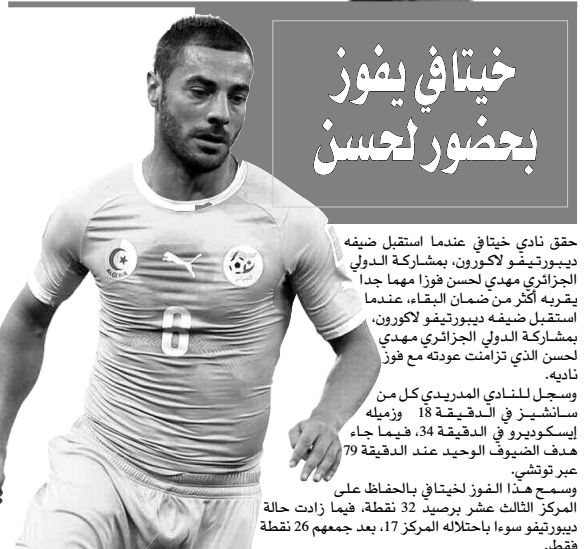 خيتافي يفوز
بحضور لحسن
حقق نادي خيتافي عندما استقبل ضيفه
ديبورتيفو لاكورون، بمشاركة الدولي
الجزائري مهدي لحسن فوزا مهما جدا
يقربه أكثر من ضمان البقاء، عندما
استقبل ضيفه ديبورتيفو لاكورون،
بمشاركة الدولي الجزائري مهدي
لحسن الذي تزامنت عودته مع فوز
ناديه.
وسجل للنادي المدريدي كل من
سانشيز في الدقيقة 18 وزميله
إيسكوديرو في الدقيقة 34، فيما جاء
هدف الضيوف الوحيد عند الدقيقة 79
عبر توتشي.
وسمح هذا الفوز لخيتافي بالحفاظ على
المركز الثالث عشر برصيد 32 نقطة، فيما زادت حالة
ديبورتيفو سوءا باحتلاله المركز 17، بعد جمعهم 26 نقطة
فقط.
ALGERIA
8